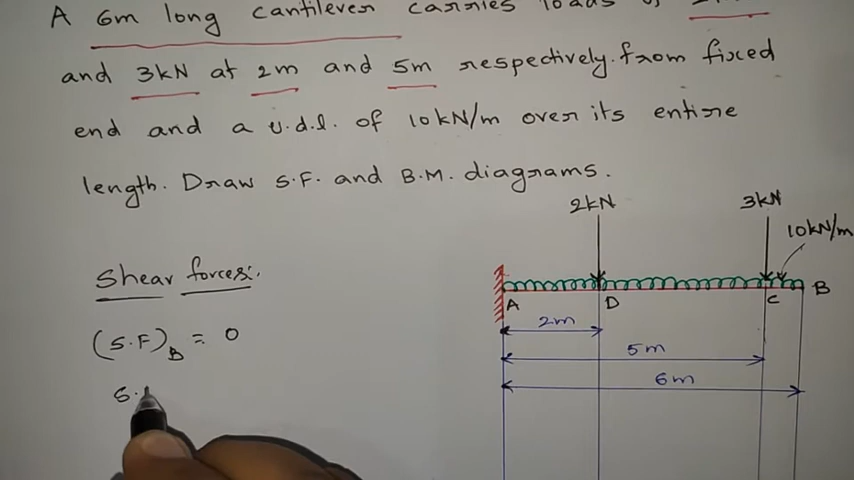 A 6m long cantilever carries loads
and 3kN at 2m and 5m respectively. from fixed
end and a U.d.l. of 10kN/m over its entire
length. Draw S.F. and B.M. diagrams.
2kN 3kN
10kN/m
Shear forces:
A D C B
2m
(S.F)B = 0
5m
6m
S.